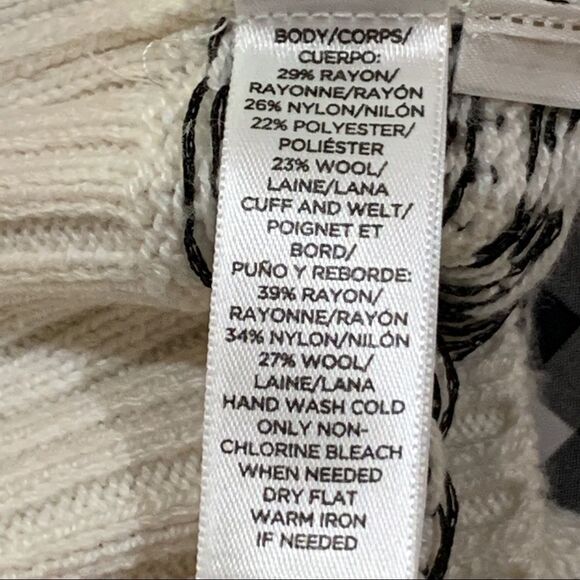 BODY/CORPS/
CUERPO:
29% RAYON/
RAYONNE/RAYÓN
26% NYLON/NILÓN
22% POLYESTER/
POLIÉSTER
23% WOOL/
LAINE/LANA
CUFF AND WELT/
POIGNET ET
BORD/
PUÑO Y REBORDE:
39% RAYON/
RAYONNE/RAYÓN
34% NYLON/NILÓN
27% WOOL/
LAINE/LANA
HAND WASH COLD
ONLY NON-
CHLORINE BLEACH
WHEN NEEDED
DRY FLAT
WARM IRON
IF NEEDED